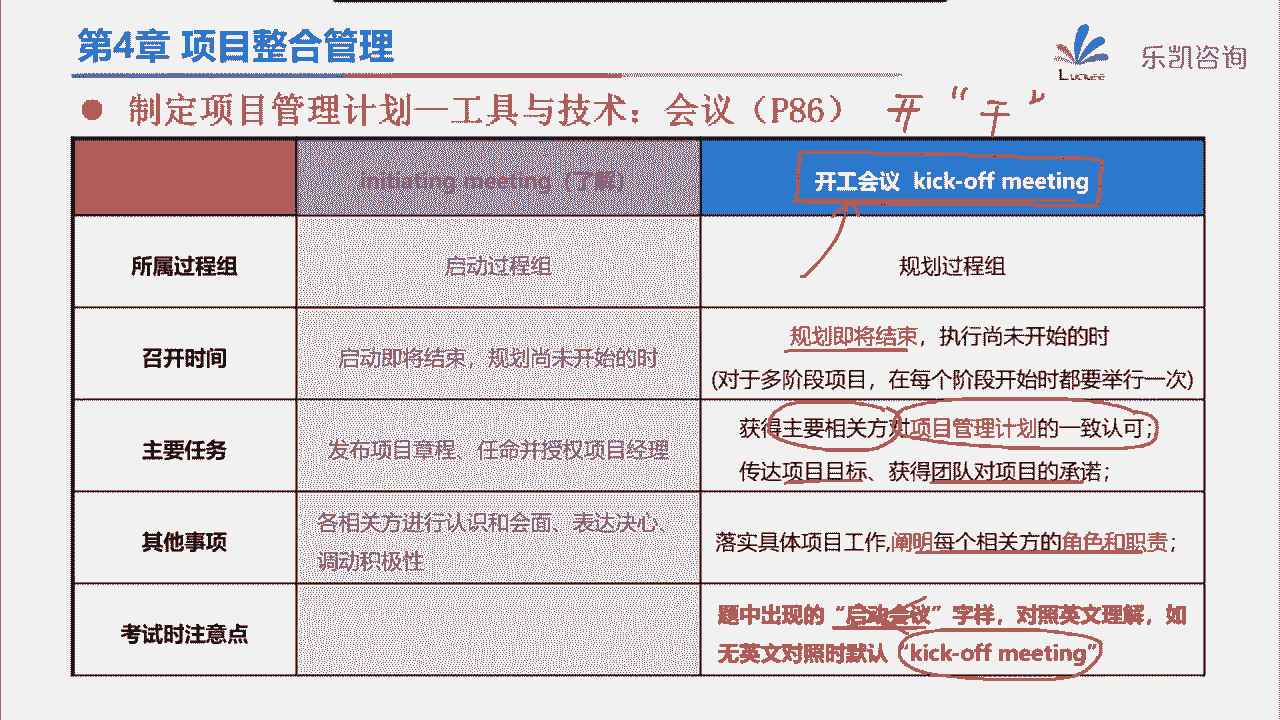 第4章 项目整合管理
Luckee 乐凯咨询
● 制定项目管理计划—工具与技术：会议（P86） 开 “干”
initiating meeting（了解）
开工会议 kick-off meeting
所属过程组
启动过程组
规划过程组
召开时间
启动即将结束，规划尚未开始的时
规划即将结束，执行尚未开始的时
(对于多阶段项目，在每个阶段开始时都要举行一次)
主要任务
发布项目章程、任命并授权项目经理
获得主要相关方对项目管理计划的一致认可；
传达项目目标、获得团队对项目的承诺；
其他事项
各相关方进行认识和会面、表达决心、
调动积极性
落实具体项目工作,阐明每个相关方的角色和职责；
考试时注意点
题中出现的“启动会议”字样，对照英文理解，如
无英文对照时默认“kick-off meeting”